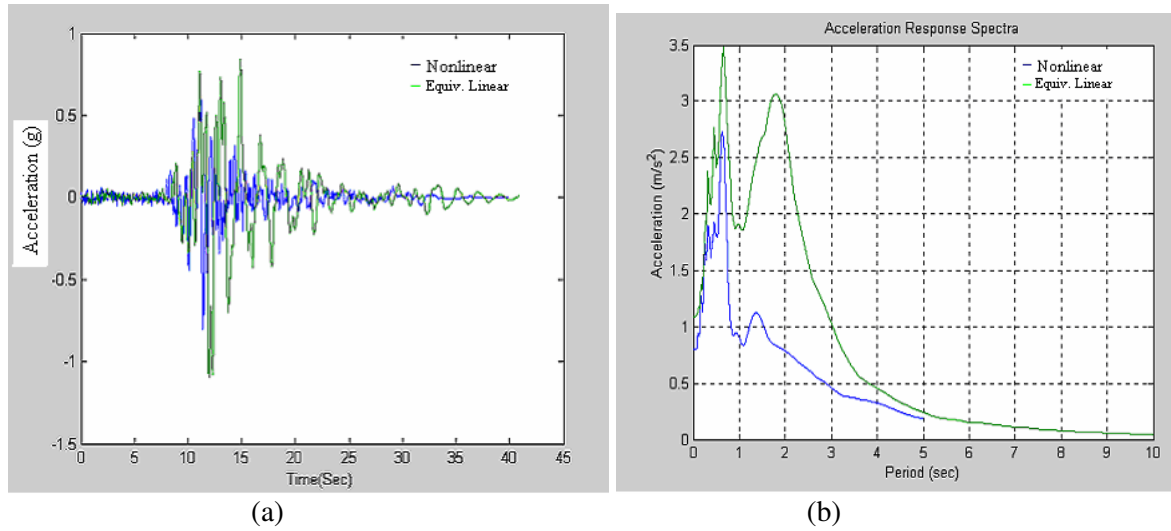 1
0.5
0
-0.5
-1
-1.5
0 5 10 15 20 25 30 35 40 45
Time(Sec)
Acceleration (g)
Nonlinear
Equiv. Linear
(a)
Acceleration Response Spectra
3.5
3
2.5
2
1.5
1
0.5
0
0 1 2 3 4 5 6 7 8 9 10
Period (sec)
Acceleration (m/s²)
Nonlinear
Equiv. Linear
(b)